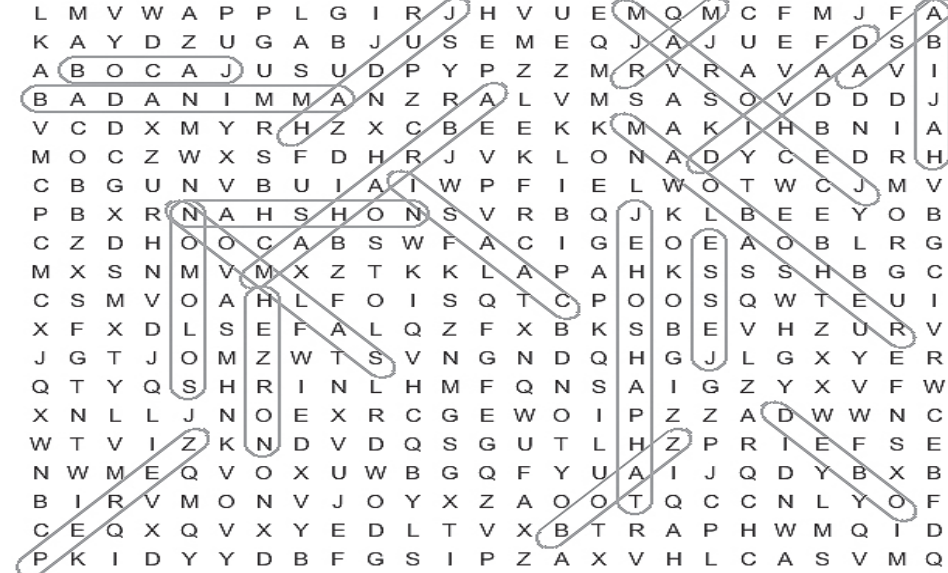 L M V W A P P L G I R J H V U E M Q M C F M J F A
K A Y D Z U G A B J U S E M E Q J A J U E F D S B
A B O C A J U S U D P Y P Z Z M R V R A V A A V I
B A D A N I M M A N Z R A L V M S A S O V D D D J
V C D X M Y R H Z X C B E E K K M A K I H B N I A
M O C Z W X S F D H R J V K L O N A D Y C E D R H
C B G U N V B U I A I W P F I E L W O T W C J M V
P B X R N A H S H O N S V R B Q J K L B E E Y O B
C Z D H O O C A B S W F A C I G E O E A O B L R G
M X S N M V M X Z T K K L A P A H K S S S H B G C
C S M V O A H L F O I S Q T C P O O S Q W T E U I
X F X D L S E F A L Q Z F X B K S B E V H Z U R V
J G T J O M Z W T S V N G N D Q H G J L G X Y E R
Q T Y Q S H R I N L H M F Q N S A I G Z Y X V F W
X N L L J N O E X R C G E W O I P Z Z A D W W N C
W T V I Z K N D V D Q S G U T L H Z P R I E F S E
N W M E Q V O X U W B G Q F Y U A I J Q D Y B X B
B I R V M O N V J O Y X Z A O O T Q C C N L Y O F
C E Q X Q V X Y E D L T V X B T R A P H W M Q I D
P K I D Y Y D B F G S I P Z A X V H L C A S V M Q